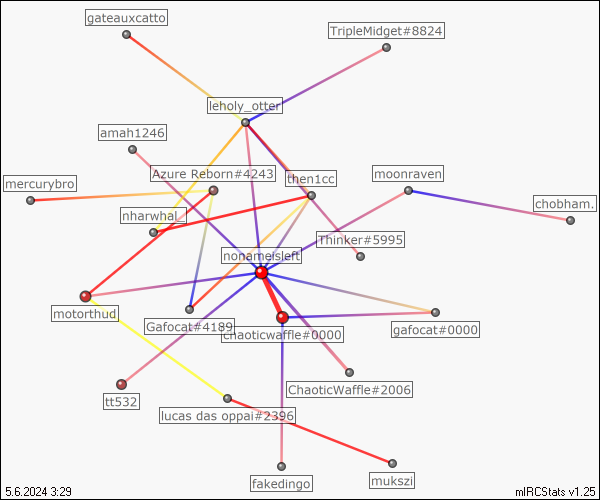 gateauxcatto
TripleMidget#8824
leholy_otter
amah1246
Azure Reborn#4243
then1cc
moonraven
mercurybro
chobham.
nharwhal_
Thinker#5995
nonameisleft
motorthud
Gafocat#4189
chaoticwaffle#0000
gafocat#0000
ChaoticWaffle#2006
tt532
lucas das oppai#2396
fakedingo
mukszi
5.6.2024 3:29
mIRCStats v1.25